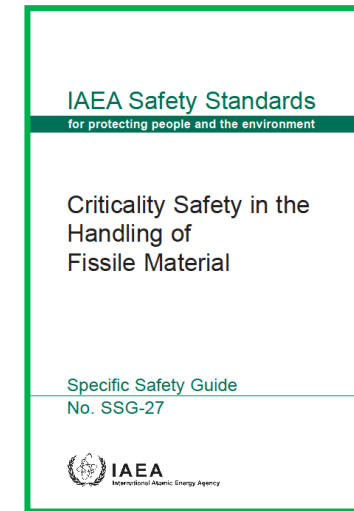 IAEA Safety Standards
for protecting people and the environment
Criticality Safety in the
Handling of
Fissile Material
Specific Safety Guide
No. SSG-27
IAEA
International Atomic Energy Agency